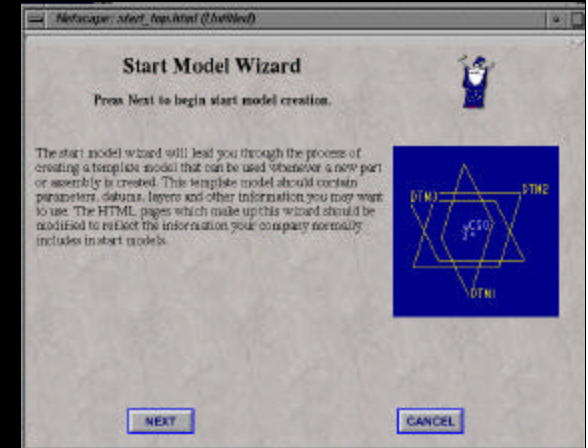 Netscape: start_top.html (Untitled)
Start Model Wizard
Press Next to begin start model creation.
The start model wizard will lead you through the process of
creating a template model that can be used whenever a new part
or assembly is created. This template model should contain
parameters, datums, layers and other information you may want
to use. The HTML pages which make up this wizard should be
modified to reflect the information your company normally
includes in start models.
DTM3
DTM2
CS0
DTM1
NEXT
CANCEL